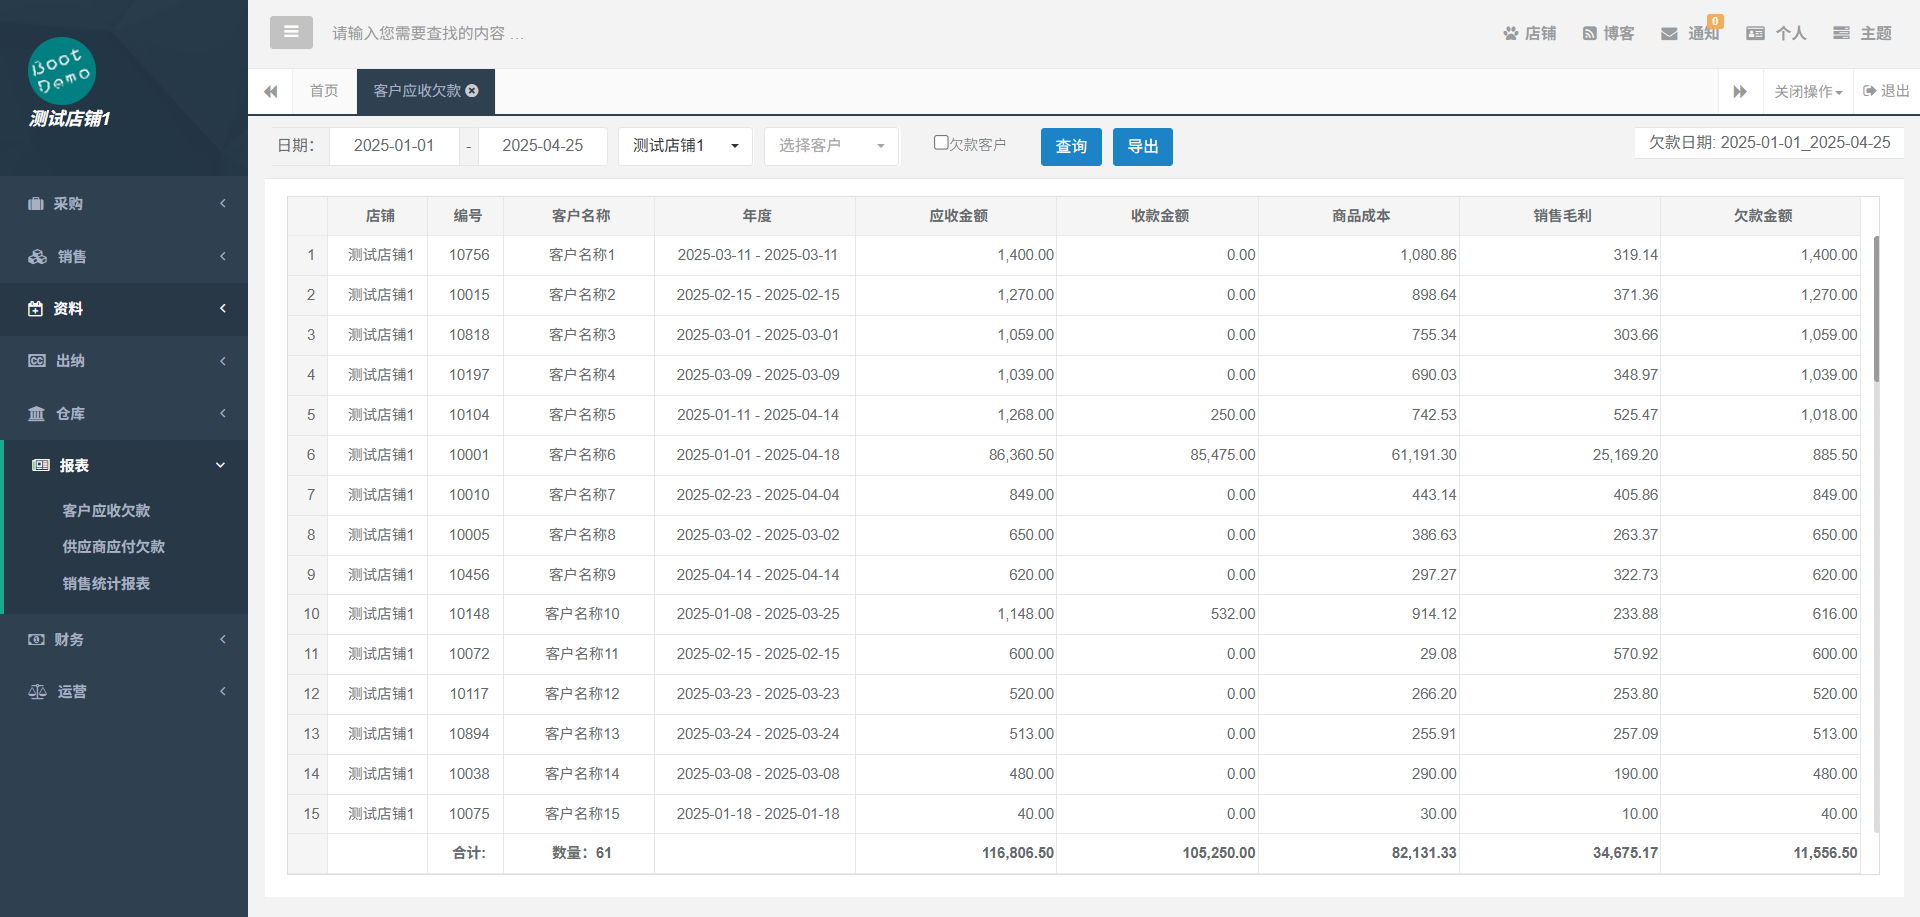 Boot
Demo
测试店铺1
请输入您需要查找的内容 ...
店铺 博客 通知 0 个人 主题
首页 客户应收欠款 关闭操作 退出
采购
销售
资料
出纳
仓库
报表
客户应收欠款
供应商应付欠款
销售统计报表
财务
运营
日期: 2025-01-01 - 2025-04-25 测试店铺1 选择客户 欠款客户 查询 导出 欠款日期: 2025-01-01_2025-04-25
店铺 编号 客户名称 年度 应收金额 收款金额 商品成本 销售毛利 欠款金额
1 测试店铺1 10756 客户名称1 2025-03-11 - 2025-03-11 1,400.00 0.00 1,080.86 319.14 1,400.00
2 测试店铺1 10015 客户名称2 2025-02-15 - 2025-02-15 1,270.00 0.00 898.64 371.36 1,270.00
3 测试店铺1 10818 客户名称3 2025-03-01 - 2025-03-01 1,059.00 0.00 755.34 303.66 1,059.00
4 测试店铺1 10197 客户名称4 2025-03-09 - 2025-03-09 1,039.00 0.00 690.03 348.97 1,039.00
5 测试店铺1 10104 客户名称5 2025-01-11 - 2025-04-14 1,268.00 250.00 742.53 525.47 1,018.00
6 测试店铺1 10001 客户名称6 2025-01-01 - 2025-04-18 86,360.50 85,475.00 61,191.30 25,169.20 885.50
7 测试店铺1 10010 客户名称7 2025-02-23 - 2025-04-04 849.00 0.00 443.14 405.86 849.00
8 测试店铺1 10005 客户名称8 2025-03-02 - 2025-03-02 650.00 0.00 386.63 263.37 650.00
9 测试店铺1 10456 客户名称9 2025-04-14 - 2025-04-14 620.00 0.00 297.27 322.73 620.00
10 测试店铺1 10148 客户名称10 2025-01-08 - 2025-03-25 1,148.00 532.00 914.12 233.88 616.00
11 测试店铺1 10072 客户名称11 2025-02-15 - 2025-02-15 600.00 0.00 29.08 570.92 600.00
12 测试店铺1 10117 客户名称12 2025-03-23 - 2025-03-23 520.00 0.00 266.20 253.80 520.00
13 测试店铺1 10894 客户名称13 2025-03-24 - 2025-03-24 513.00 0.00 255.91 257.09 513.00
14 测试店铺1 10038 客户名称14 2025-03-08 - 2025-03-08 480.00 0.00 290.00 190.00 480.00
15 测试店铺1 10075 客户名称15 2025-01-18 - 2025-01-18 40.00 0.00 30.00 10.00 40.00
合计: 数量: 61 116,806.50 105,250.00 82,131.33 34,675.17 11,556.50